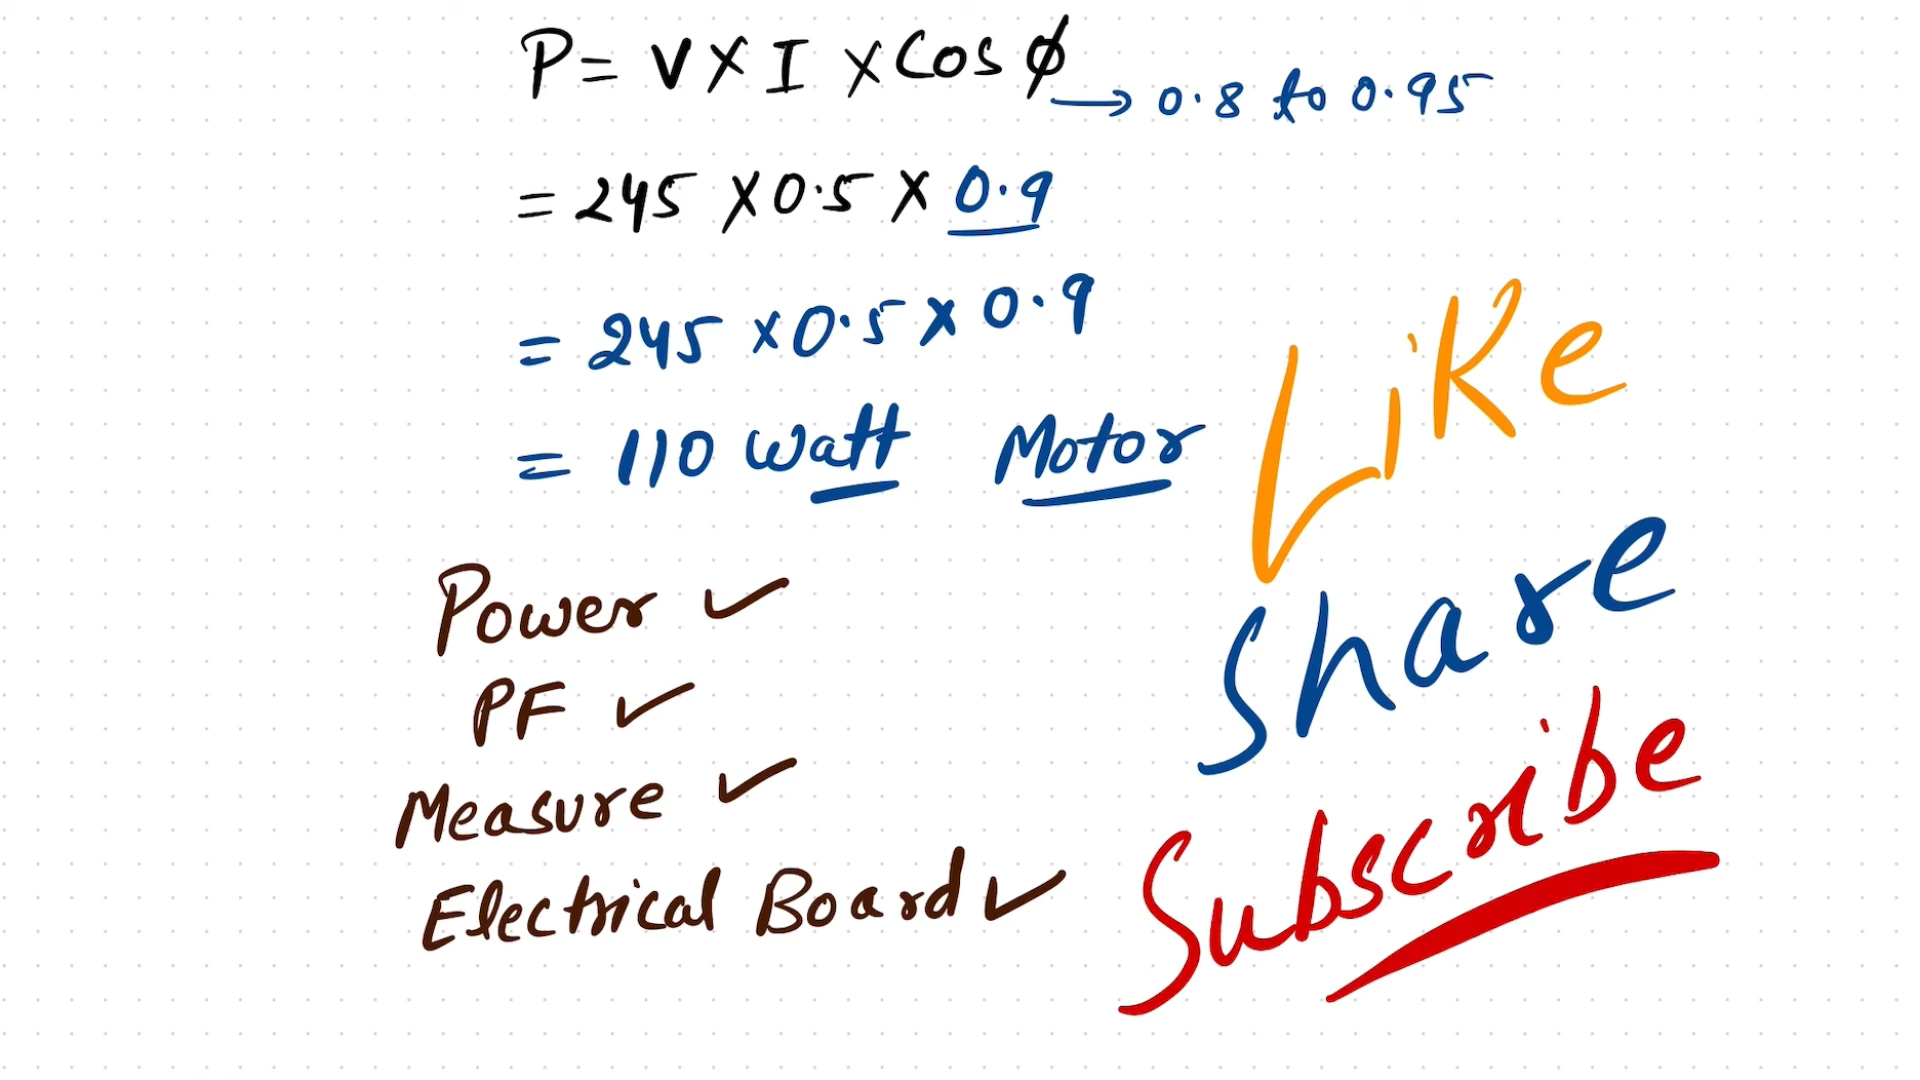 P = V X I X Cos φ → 0.8 to 0.95
= 245 X 0.5 X 0.9
= 245 X 0.5 X 0.9
= 110 Watt Motor
Power ✓
PF ✓
Measure ✓
Electrical Board ✓
Like
Share
Subscribe